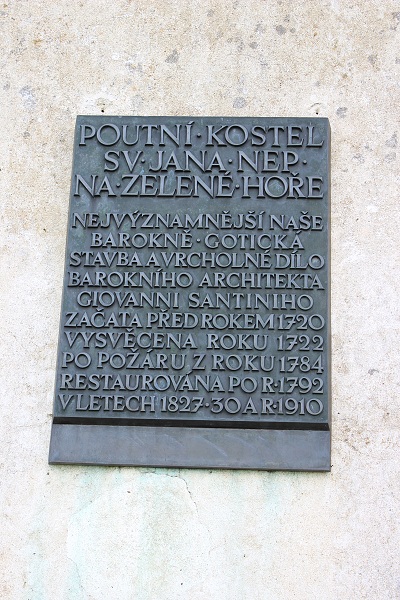 POUTNÍ·KOSTEL
SV·JANA·NEP·
NA·ZELENÉ·HOŘE
NEJVÝZNAMNĚJŠÍ NAŠE
BAROKNĚ·GOTICKÁ
STAVBA A VRCHOLNÉ DÍLO
BAROKNÍHO ARCHITEKTA
GIOVANNI SANTINIHO
ZAČATA PŘED ROKEM 1720
VYSVĚCENA ROKU 1722
PO POŽÁRU Z ROKU 1784
RESTAUROVÁNA PO R·1792
V LETECH 1827·30 A R·1910